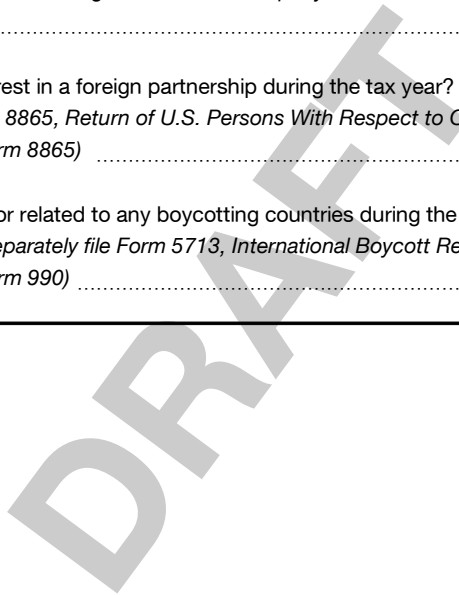 rest in a foreign partnership during the tax year?
8865, Return of U.S. Persons With Respect to
rm 8865)
or related to any boycotting countries during the
eparately file Form 5713, International Boycott Re
rm 990)
DRAFT